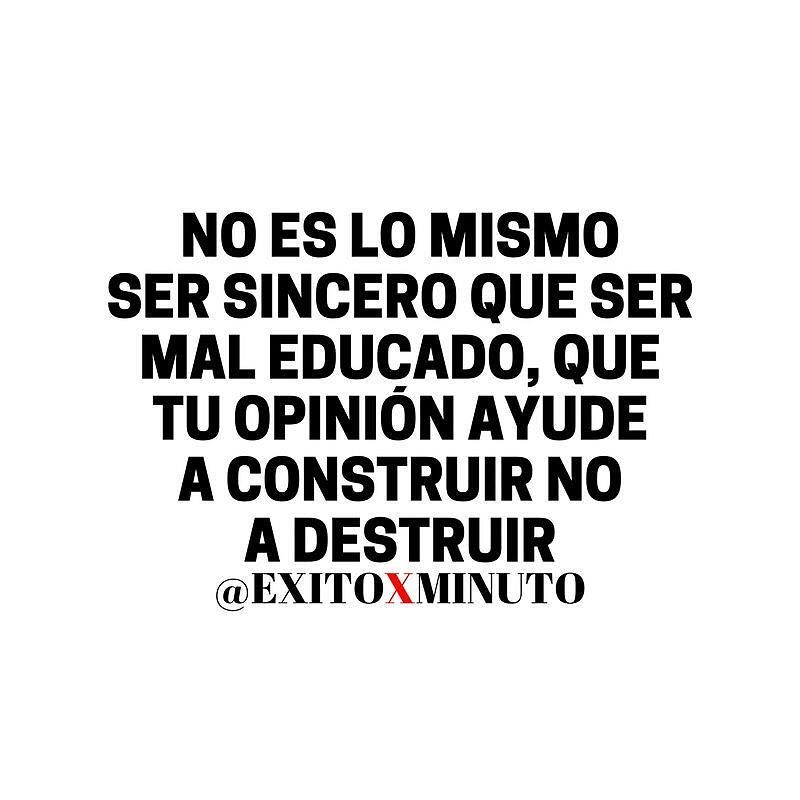 NO ES LO MISMO
SER SINCERO QUE SER
MAL EDUCADO, QUE
TU OPINIÓN AYUDE
A CONSTRUIR NO
A DESTRUIR
@EXITOXMINUTO